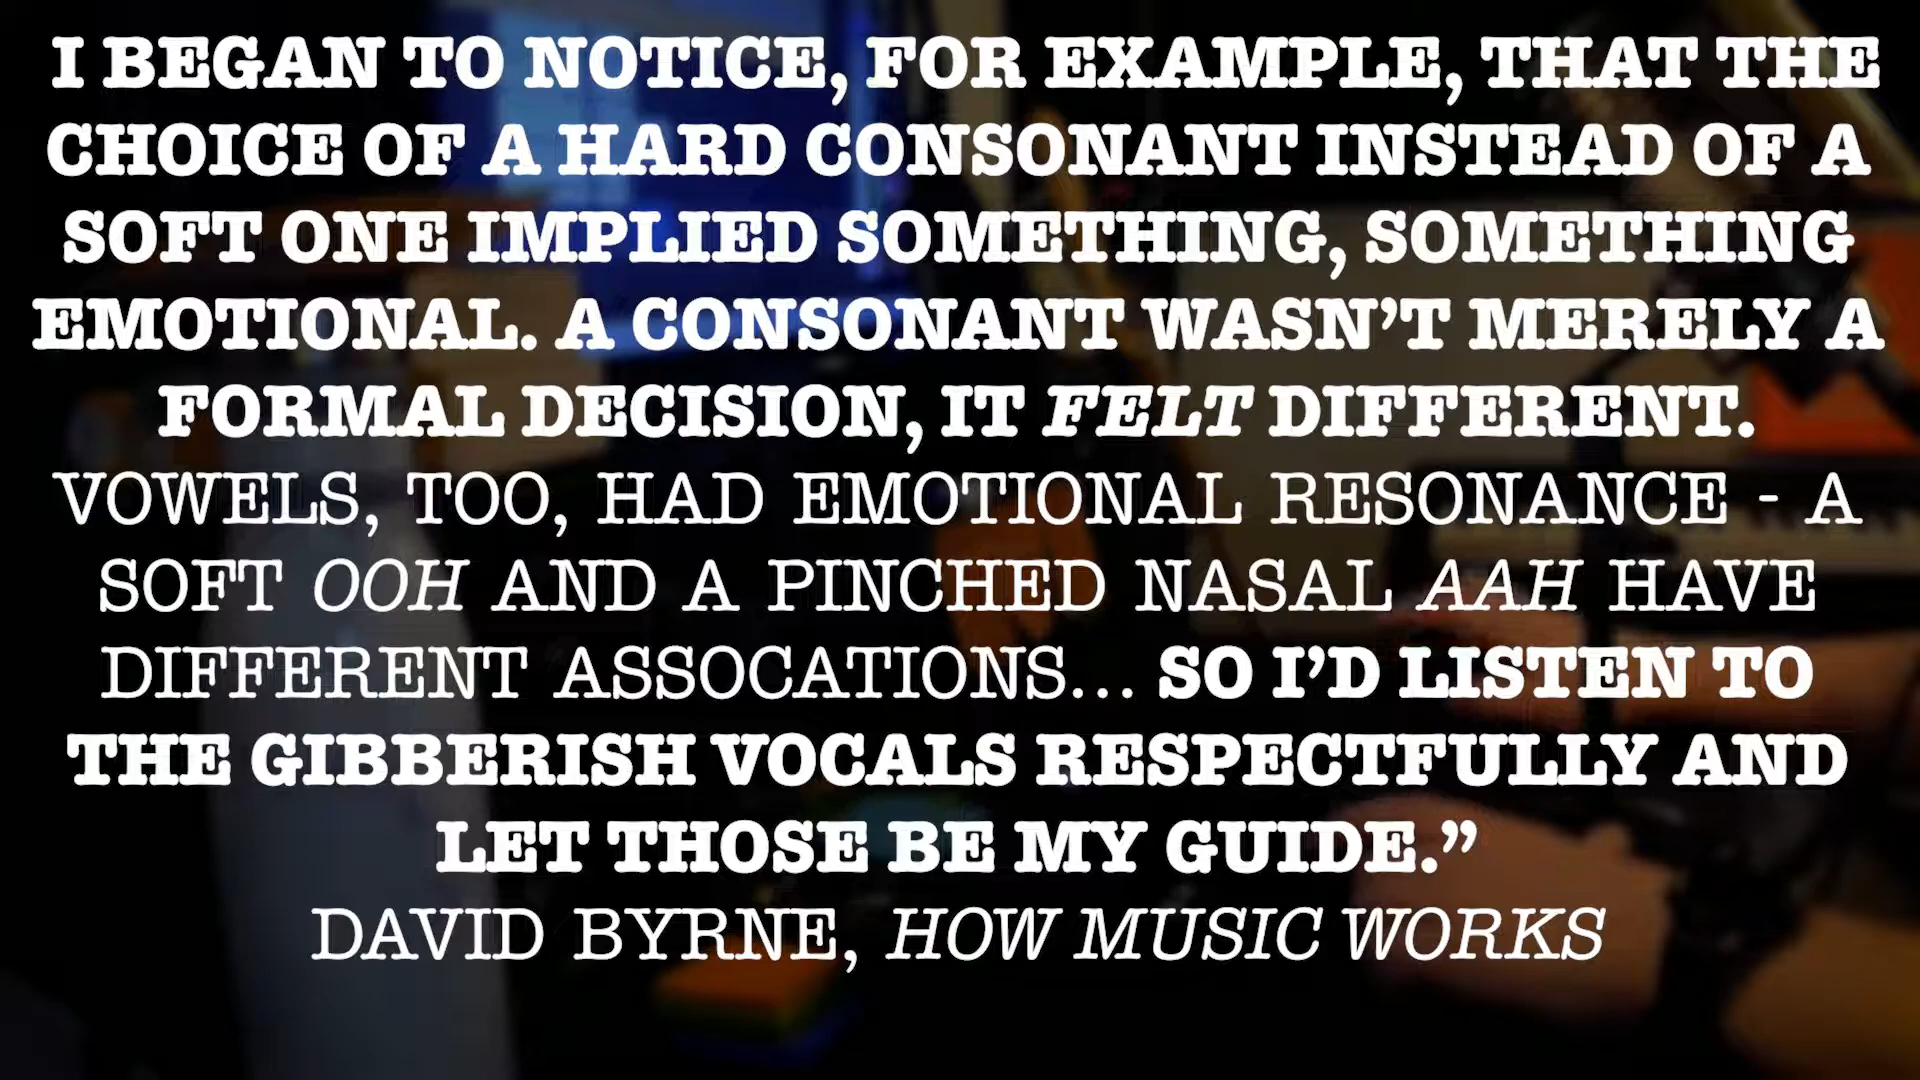 I BEGAN TO NOTICE, FOR EXAMPLE, THAT THE
CHOICE OF A HARD CONSONANT INSTEAD OF A
SOFT ONE IMPLIED SOMETHING, SOMETHING
EMOTIONAL. A CONSONANT WASN’T MERELY A
FORMAL DECISION, IT FELT DIFFERENT.
VOWELS, TOO, HAD EMOTIONAL RESONANCE - A
SOFT OOH AND A PINCHED NASAL AAH HAVE
DIFFERENT ASSOCATIONS... SO I’D LISTEN TO
THE GIBBERISH VOCALS RESPECTFULLY AND
LET THOSE BE MY GUIDE.”
DAVID BYRNE, HOW MUSIC WORKS